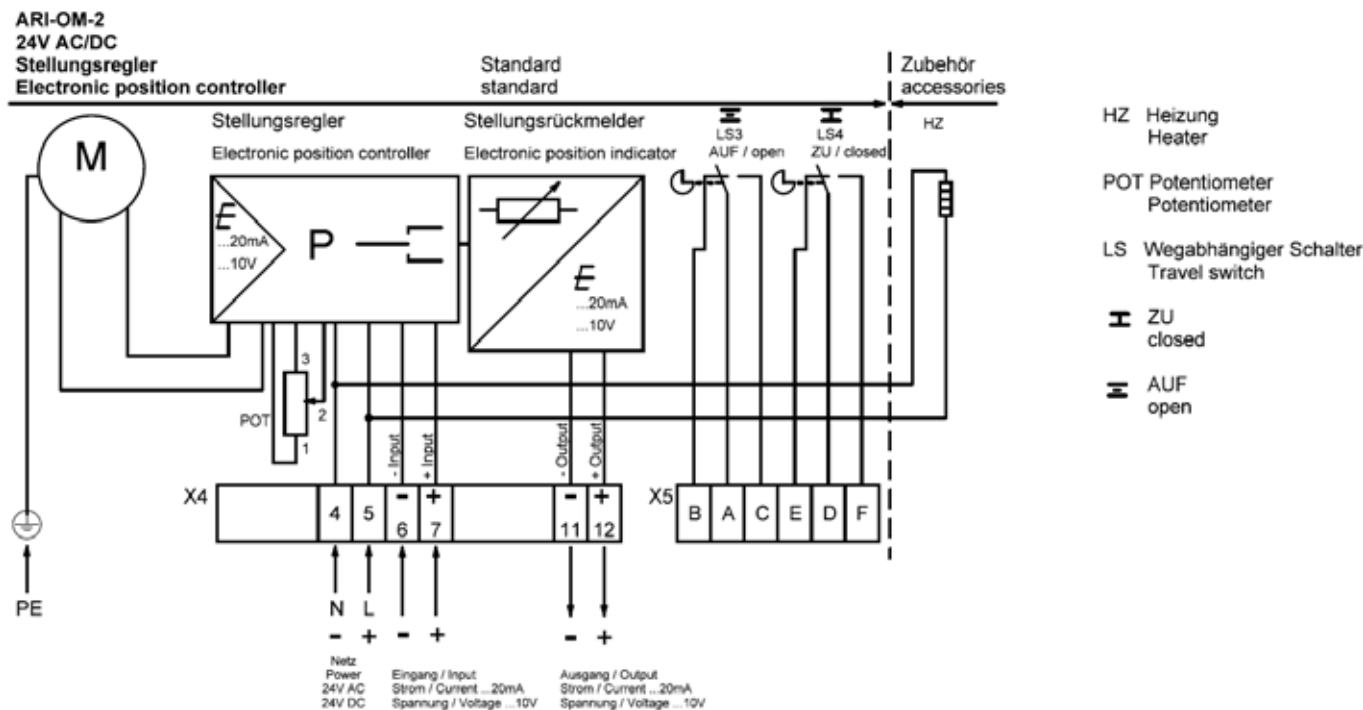 ARI-OM-2
24V AC/DC
Stellungsregler
Electronic position controller
Standard
standard
Zubehör
accessories
M
Stellungsregler
Electronic position controller
Stellungsrückmelder
Electronic position indicator
LS3
AUF / open
LS4
ZU / closed
HZ
HZ Heizung
Heater
POT Potentiometer
Potentiometer
LS Wegabhängiger Schalter
Travel switch
ZU
closed
AUF
open
E
...20mA
...10V
P
E
...20mA
...10V
POT
3
2
1
- Input
+ Input
- Output
+ Output
X4
4
5
- 6
+ 7
- 11
+ 12
X5
B A C E D F
PE
N L
- + - +
- +
Netz
Power
24V AC
24V DC
Eingang / Input
Strom / Current ...20mA
Spannung / Voltage ...10V
Ausgang / Output
Strom / Current ...20mA
Spannung / Voltage ...10V